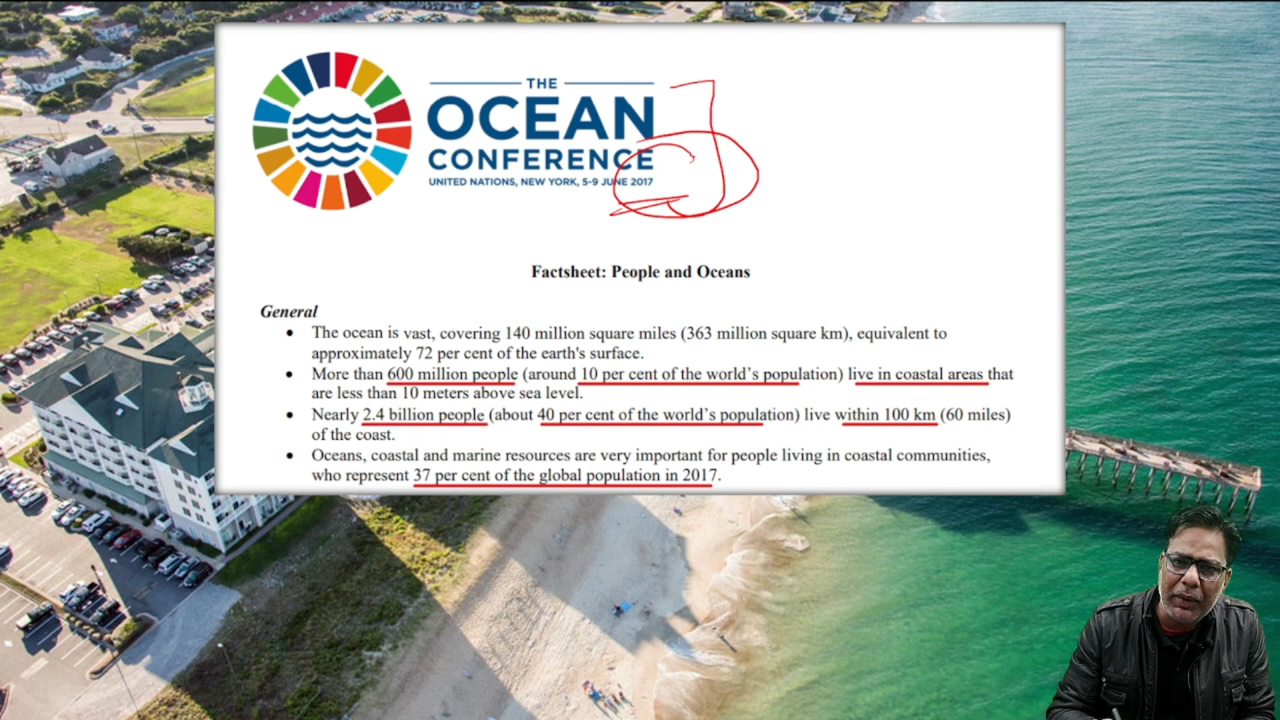 THE
OCEAN
CONFERENCE
UNITED NATIONS, NEW YORK, 5-9 JUNE 2017
Factsheet: People and Oceans
General
• The ocean is vast, covering 140 million square miles (363 million square km), equivalent to
approximately 72 per cent of the earth's surface.
• More than 600 million people (around 10 per cent of the world's population) live in coastal areas that
are less than 10 meters above sea level.
• Nearly 2.4 billion people (about 40 per cent of the world's population) live within 100 km (60 miles)
of the coast.
• Oceans, coastal and marine resources are very important for people living in coastal communities,
who represent 37 per cent of the global population in 2017.